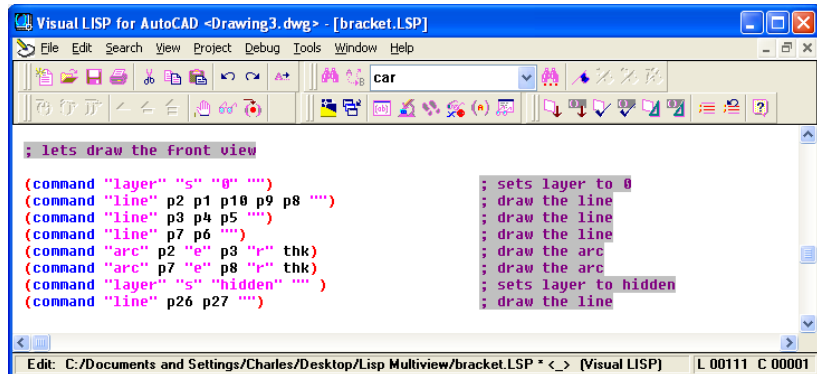 Visual LISP for AutoCAD <Drawing3.dwg> - [bracket.LSP]
File Edit Search View Project Debug Tools Window Help
car
; lets draw the front view
(command "layer" "s" "0" "") ; sets layer to 0
(command "line" p2 p1 p10 p9 p8 "") ; draw the line
(command "line" p3 p4 p5 "") ; draw the line
(command "line" p7 p6 "") ; draw the line
(command "arc" p2 "e" p3 "r" thk) ; draw the arc
(command "arc" p7 "e" p8 "r" thk) ; draw the arc
(command "layer" "s" "hidden" "" ) ; sets layer to hidden
(command "line" p26 p27 "") ; draw the line
Edit: C:/Documents and Settings/Charles/Desktop/Lisp Multiview/bracket.LSP * <_> (Visual LISP) L 00111 C 00001